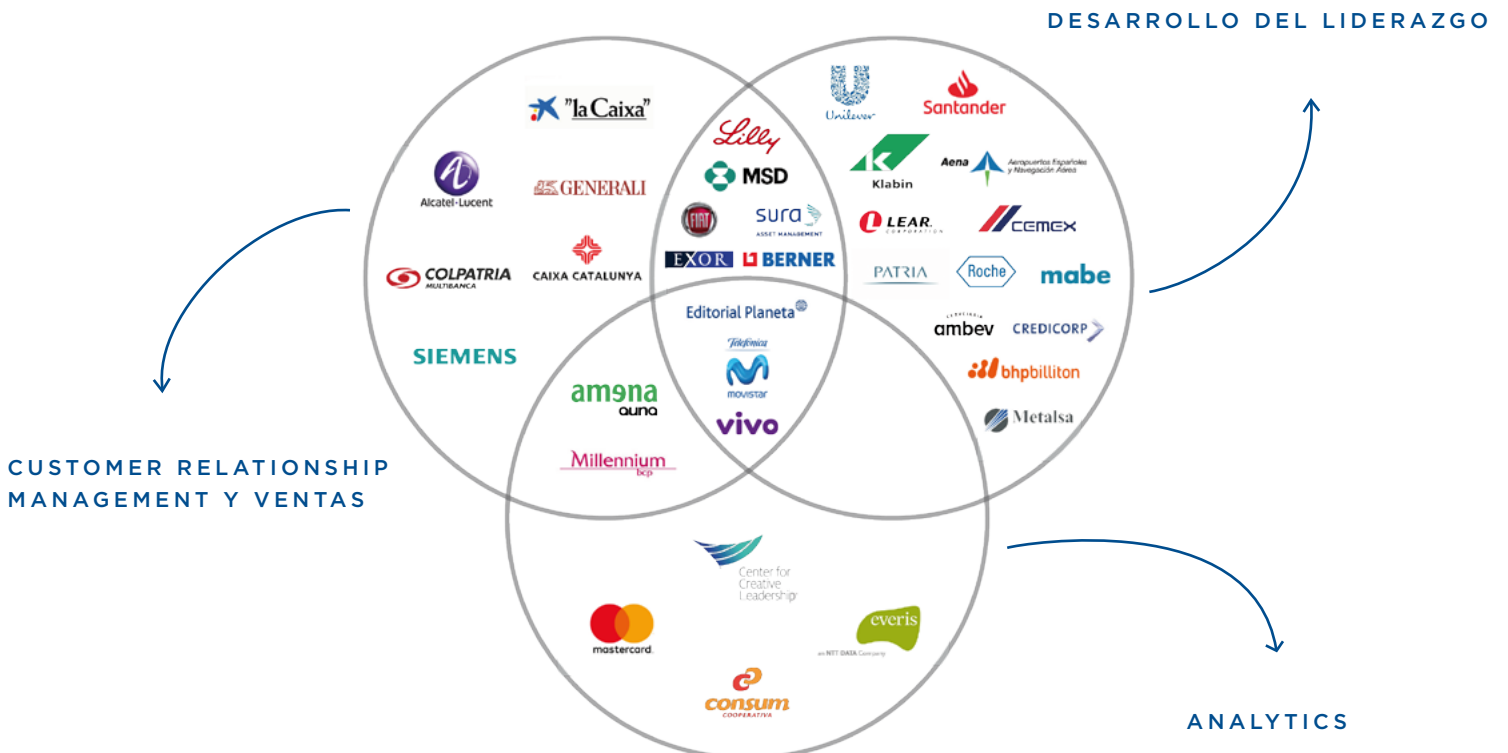 DESARROLLO DEL LIDERAZGO
"la Caixa"
Alcatel·Lucent
GENERALI
COLPATRIA
MULTIBANCA
CAIXA CATALUNYA
SIEMENS
Lilly
MSD
FIAT
sura
ASSET MANAGEMENT
EXOR
BERNER
Unilever
Santander
Klabin
Aena
Aeropuertos Españoles
y Navegación Aérea
LEAR.
CORPORATION
CEMEX
PATRIA
Roche
mabe
CERVEJARIA
ambev
CREDICORP
bhpbilliton
Metalsa
Editorial Planeta
Telefónica
movistar
vivo
amena
auna
Millennium
bcp
CUSTOMER RELATIONSHIP
MANAGEMENT Y VENTAS
Center for
Creative
Leadership
mastercard.
everis
an NTT DATA Company
consum
COOPERATIVA
ANALYTICS